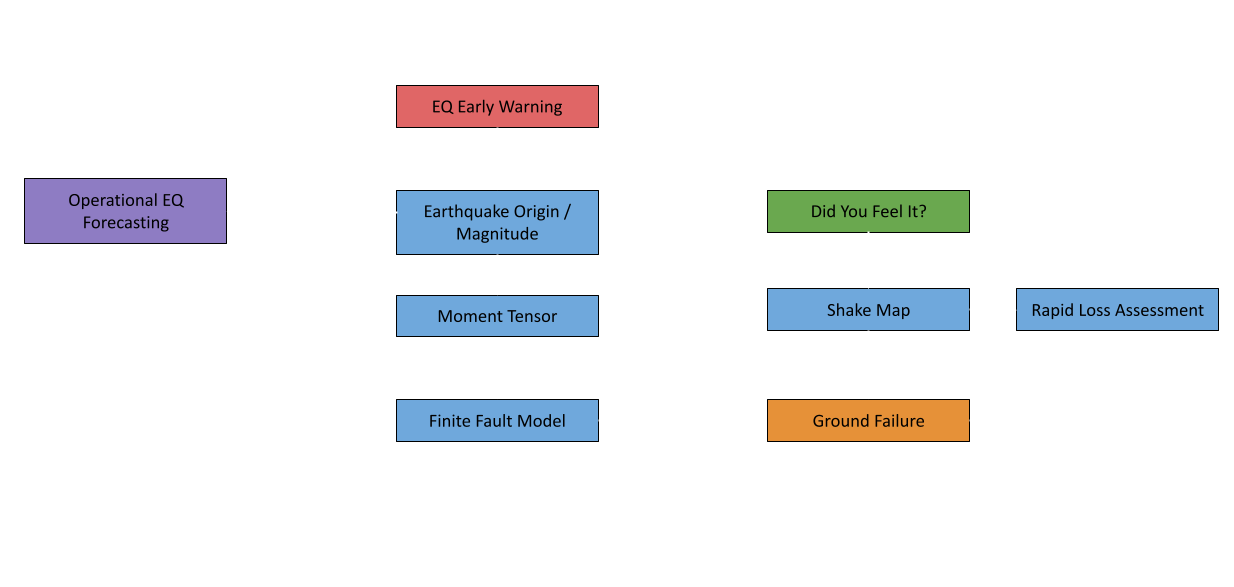 EQ Early Warning
Operational EQ
Forecasting
Earthquake Origin /
Magnitude
Did You Feel It?
Moment Tensor
Shake Map
Rapid Loss Assessment
Finite Fault Model
Ground Failure